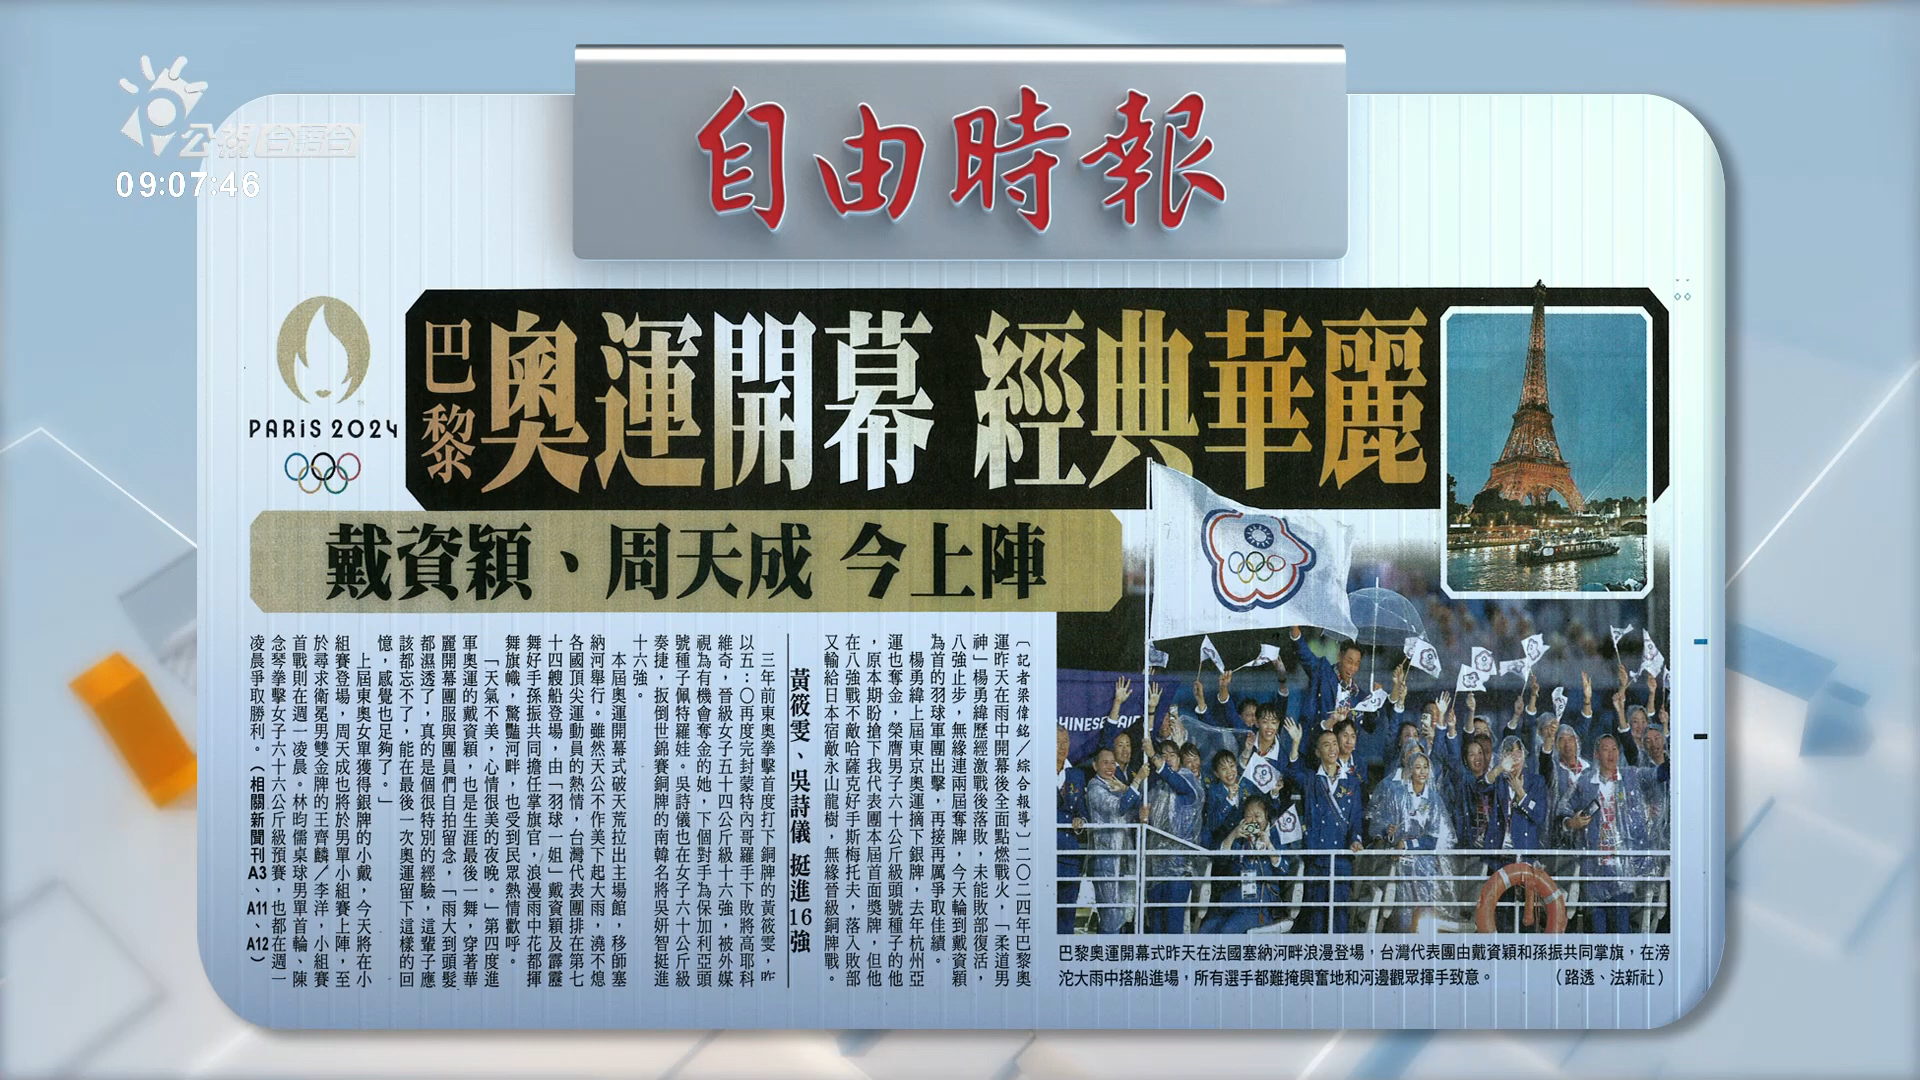 公視 台語台
09:07:46
自由時報
PARIS 2024
巴黎奧運開幕 經典華麗
戴資穎、周天成 今上陣
〔記者梁偉銘／綜合報導〕二〇二四年巴黎奧
運昨天在雨中開幕後全面點燃戰火，「柔道男
神」楊勇緯歷經激戰後落敗，未能敗部復活，
八強止步，無緣連兩屆奪牌，今天輪到戴資穎
為首的羽球軍團出擊，再接再厲爭取佳績。
楊勇緯上屆東京奧運摘下銀牌，去年杭州亞
運也奪金，榮膺男子六十公斤級頭號種子的他
，原本期盼搶下我代表團本屆首面獎牌，但他
在八強戰不敵哈薩克好手斯梅托夫，落入敗部
又輸給日本宿敵永山龍樹，無緣晉級銅牌戰。
黃筱雯、吳詩儀 挺進16強
三年前東奧拳擊首度打下銅牌的黃筱雯，昨
以五：〇再度完封蒙特內哥羅手下敗將高耶科
維奇，晉級女子五十四公斤級十六強，被外媒
視為有機會奪金的她，下個對手為保加利亞頭
號種子佩特羅娃。吳詩儀也在女子六十公斤級
奏捷，扳倒世錦賽銅牌的南韓名將吳妍智挺進
十六強。
本屆奧運開幕式破天荒拉出主場館，移師塞
納河舉行。雖然天公不作美下起大雨，澆不熄
各國頂尖運動員的熱情，台灣代表團排在第七
十四艘船登場，由「羽球一姐」戴資穎及霹靂
舞好手孫振共同擔任掌旗官，浪漫雨中花都揮
舞旗幟，驚豔河畔，也受到民眾熱情歡呼。
「天氣不美，心情很美的夜晚。」第四度進
軍奧運的戴資穎，也是生涯最後一舞，穿著華
麗開幕團服與團員們自拍留念，「雨大到頭髮
都濕透了，真的是個很特別的經驗，這輩子應
該都忘不了，能在最後一次奧運留下這樣的回
憶，感覺也足夠了。」
上屆東奧女單獲得銀牌的小戴，今天將在小
組賽登場，周天成也將於男單小組賽上陣，至
於尋求衛冕男雙金牌的王齊麟／李洋，小組賽
首戰則在週一凌晨。林昀儒桌球男單首輪、陳
念琴拳擊女子六十六公斤級預賽，也都在週一
凌晨爭取勝利。（相關新聞刊A3、A11、A12）
CHINESE
巴黎奧運開幕式昨天在法國塞納河畔浪漫登場，台灣代表團由戴資穎和孫振共同掌旗，在滂
沱大雨中搭船進場，所有選手都難掩興奮地和河邊觀眾揮手致意。（路透、法新社）